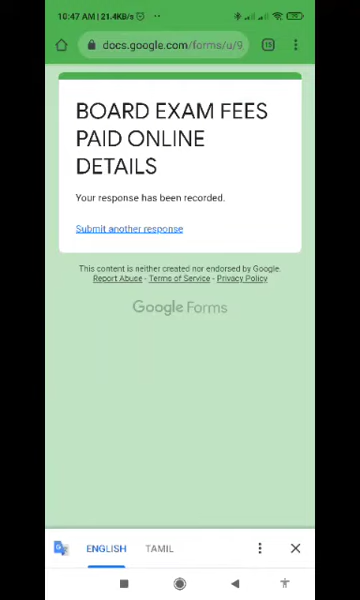 10:47 AM | 21.4KB/s
docs.google.com/forms/u/9
15
BOARD EXAM FEES
PAID ONLINE
DETAILS
Your response has been recorded.
Submit another response
This content is neither created nor endorsed by Google.
Report Abuse - Terms of Service - Privacy Policy
Google Forms
ENGLISH TAMIL